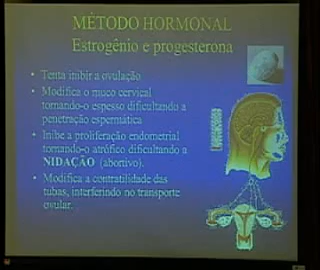 MÉTODO HORMONAL
Estrogênio e progesterona
• Tenta inibir a ovulação
• Modifica o muco cervical
tornando-o espesso dificultando a
penetração espermática
• Inibe a proliferação endometrial
tornando-o atrófico dificultando a
NIDAÇÃO (abortivo).
• Modifica a contratilidade das
tubas, interferindo no transporte
ovular.